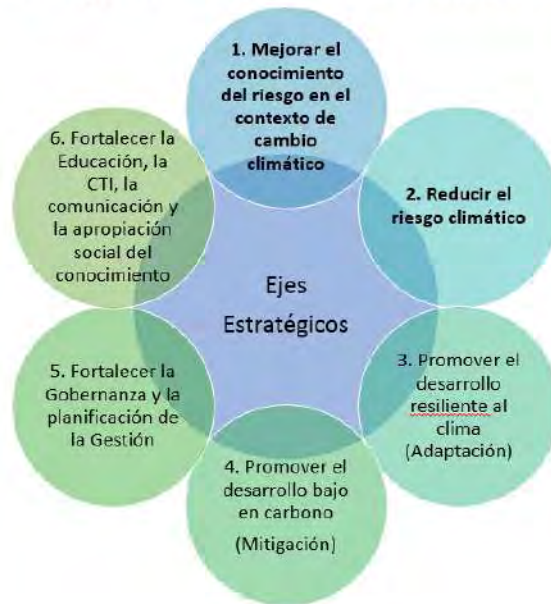 1. Mejorar el
conocimiento
del riesgo en el
contexto de
cambio
climático
2. Reducir el
riesgo climático
3. Promover el
desarrollo
resiliente al
clima
(Adaptación)
4. Promover el
desarrollo bajo
en carbono
(Mitigación)
5. Fortalecer la
Gobernanza y la
planificación de
la Gestión
6. Fortalecer la
Educación, la
CTI, la
comunicación y
la apropiación
social del
conocimiento
Ejes
Estratégicos